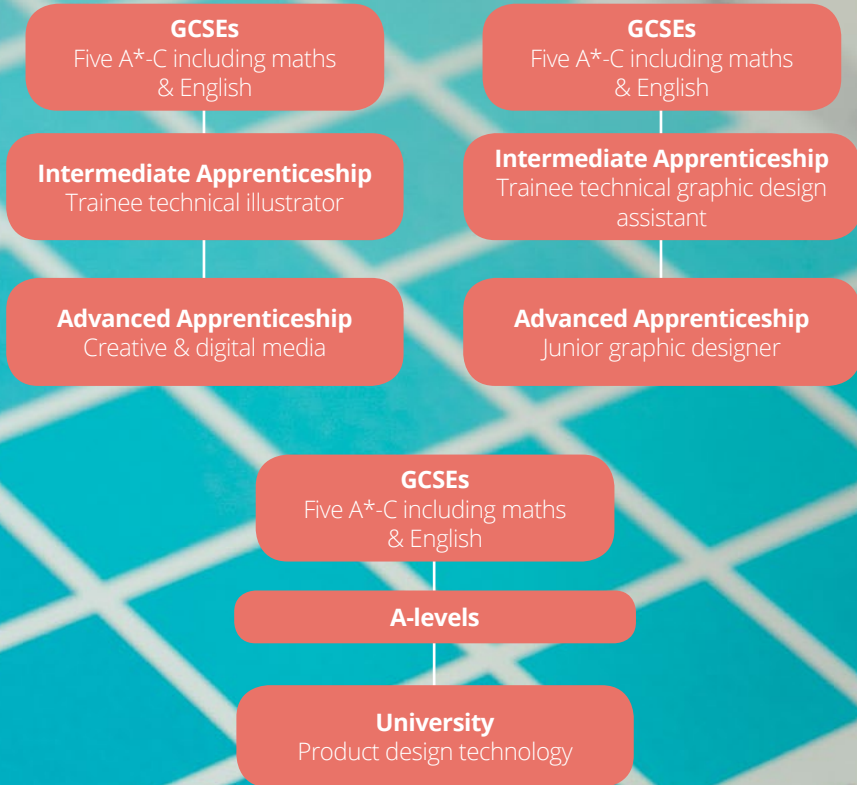 GCSEs
Five A*-C including maths
& English
Intermediate Apprenticeship
Trainee technical illustrator
Advanced Apprenticeship
Creative & digital media
GCSEs
Five A*-C including maths
& English
Intermediate Apprenticeship
Trainee technical graphic design
assistant
Advanced Apprenticeship
Junior graphic designer
GCSEs
Five A*-C including maths
& English
A-levels
University
Product design technology